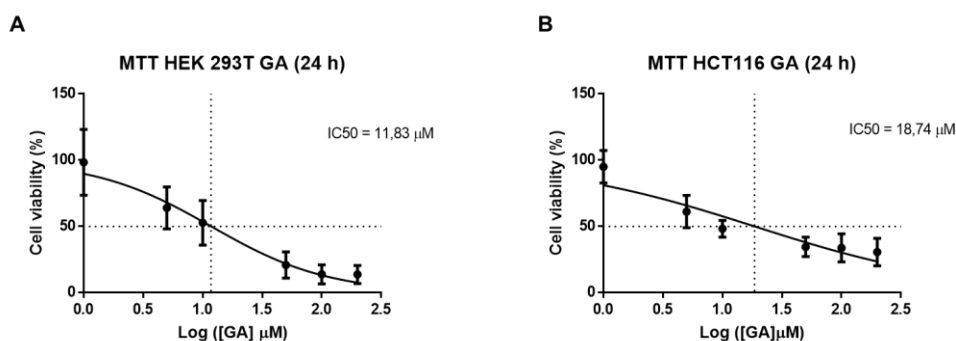 A
MTT HEK 293T GA (24 h)
150
100
50
0
Cell viability (%)
IC50 = 11,83 μM
0.0 0.5 1.0 1.5 2.0 2.5
Log ([GA] μM)
B
MTT HCT116 GA (24 h)
150
100
50
0
Cell viability (%)
IC50 = 18,74 μM
0.0 0.5 1.0 1.5 2.0 2.5
Log ([GA]μM)